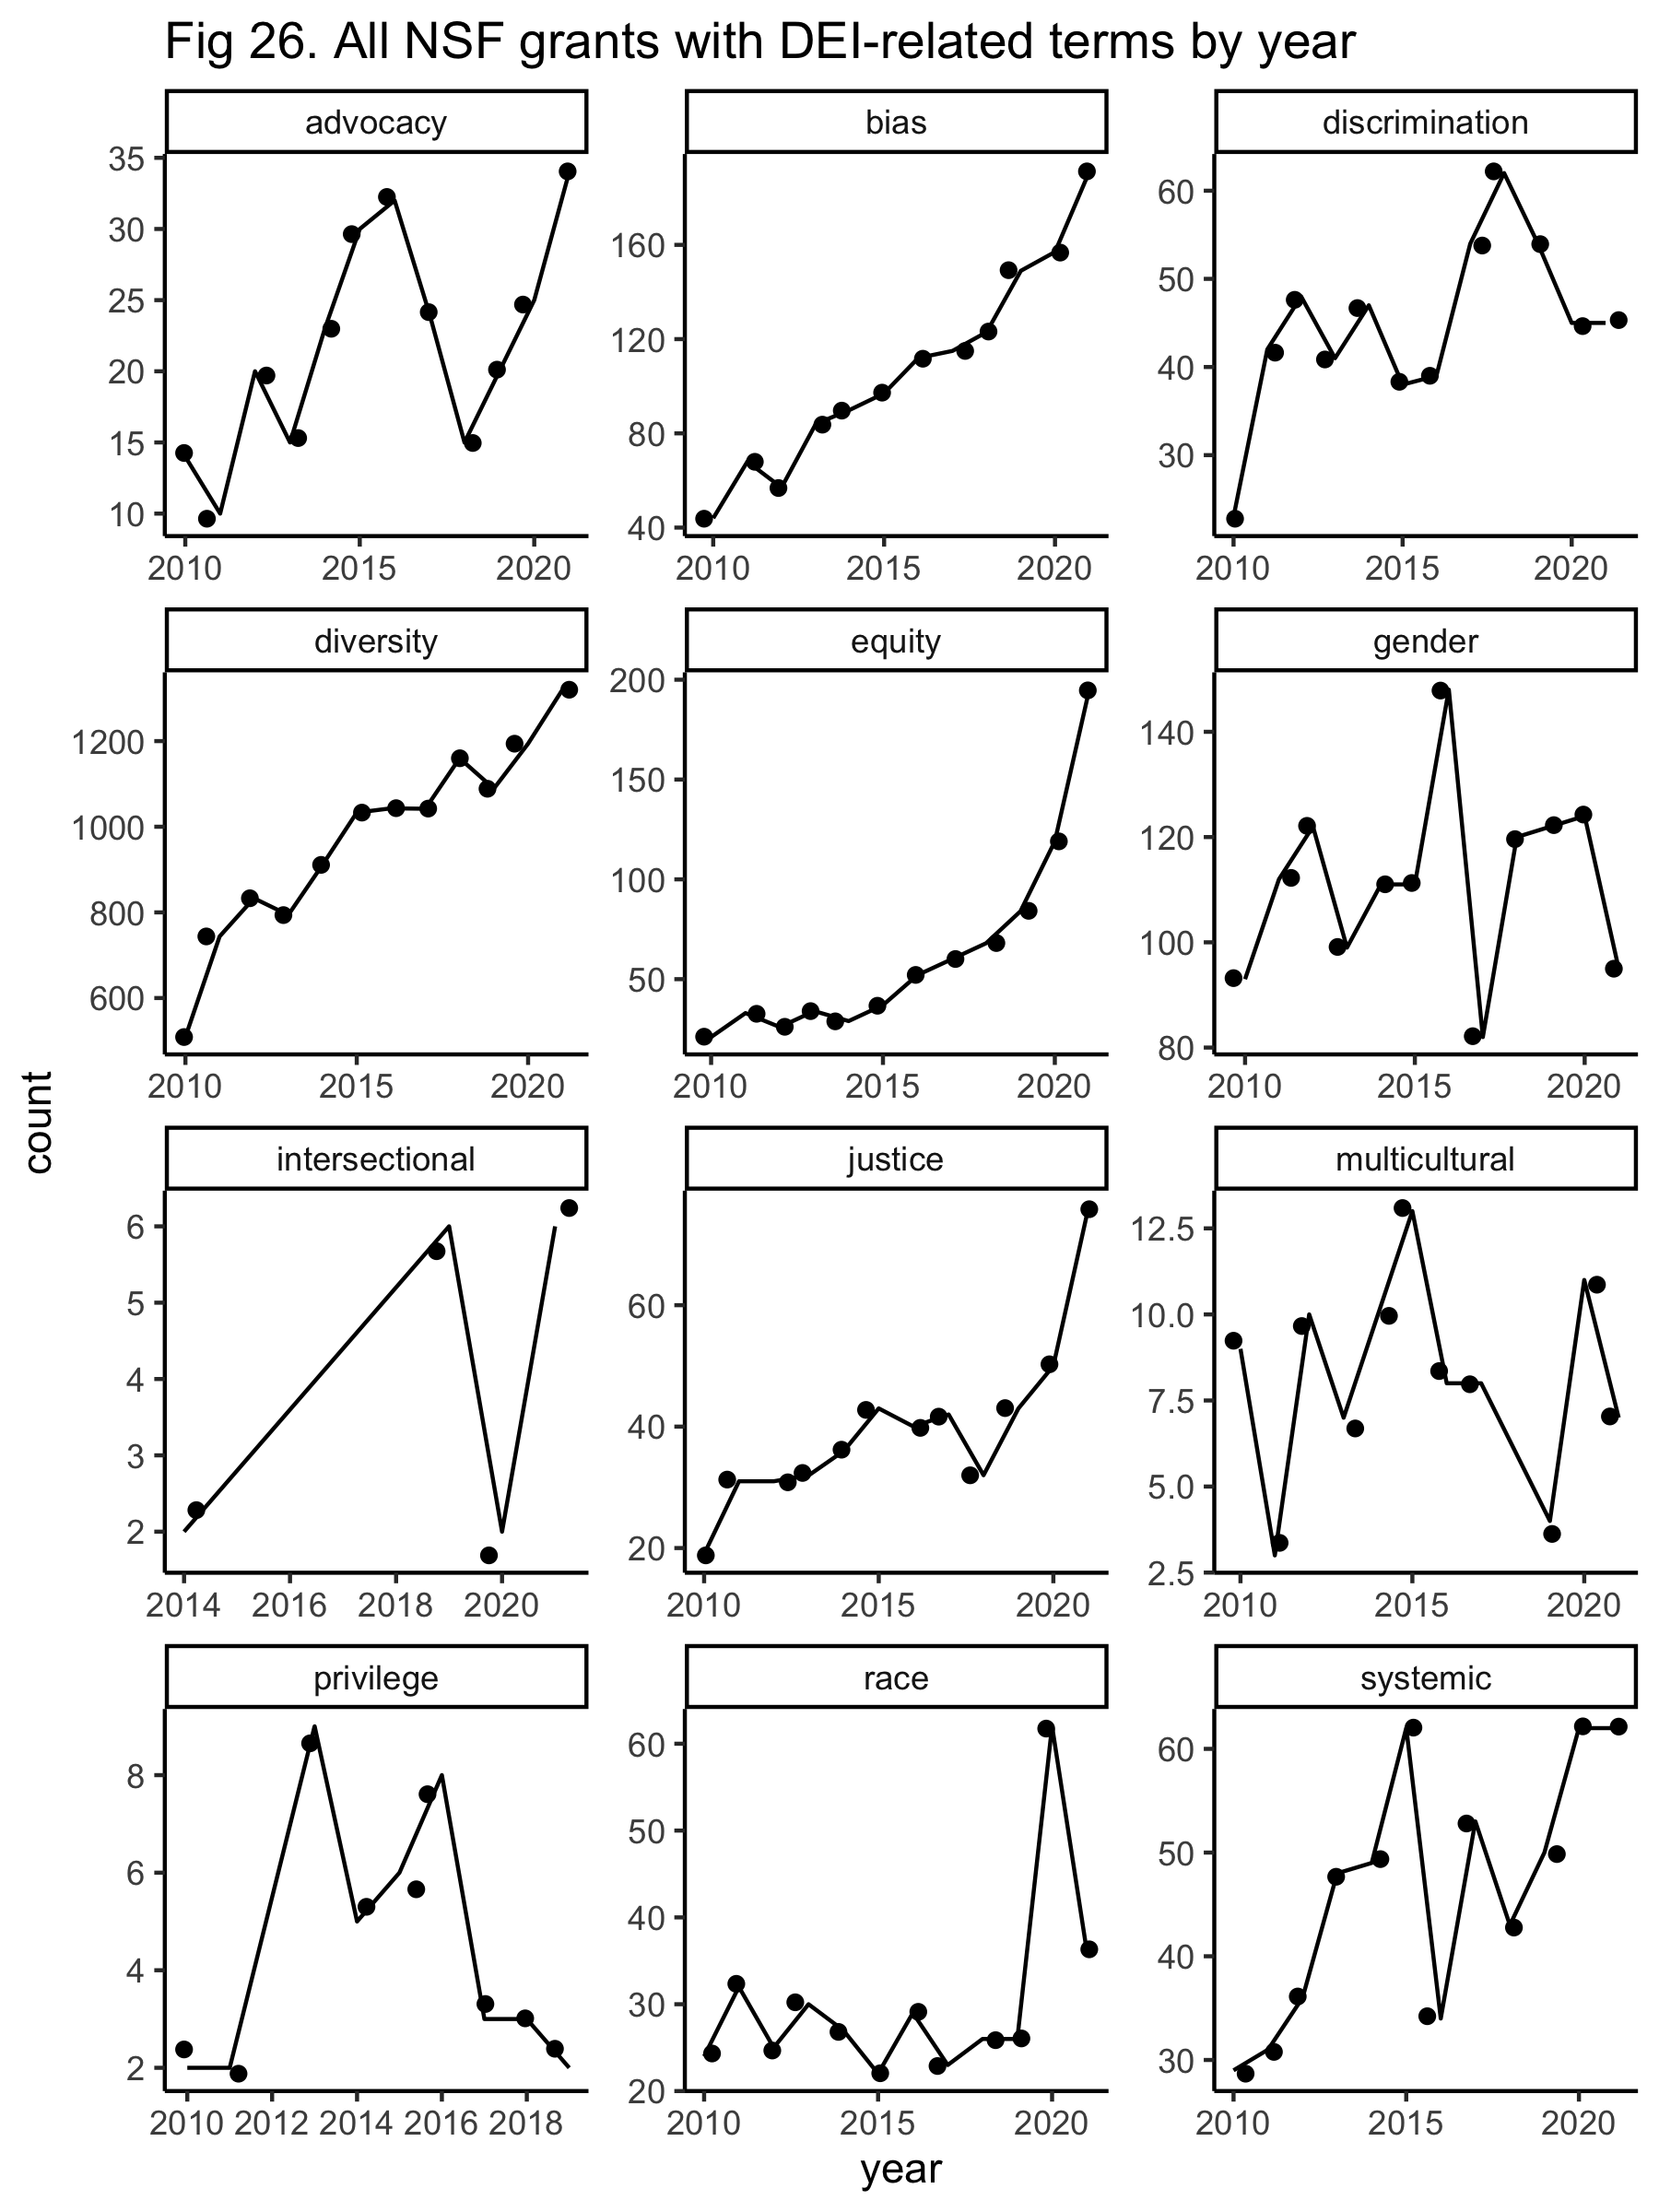 Fig 26. All NSF grants with DEI-related terms by year
advocacy
bias
discrimination
35
30
25
20
15
10
160
120
80
40
60
50
40
30
2010 2015 2020
2010 2015 2020
2010 2015 2020
diversity
equity
gender
1200
1000
800
600
200
150
100
50
140
120
100
80
2010 2015 2020
2010 2015 2020
2010 2015 2020
count
intersectional
justice
multicultural
6
5
4
3
2
60
40
20
12.5
10.0
7.5
5.0
2.5
2014 2016 2018 2020
2010 2015 2020
2010 2015 2020
privilege
race
systemic
8
6
4
2
60
50
40
30
20
60
50
40
30
2010 2012 2014 2016 2018
2010 2015 2020
2010 2015 2020
year